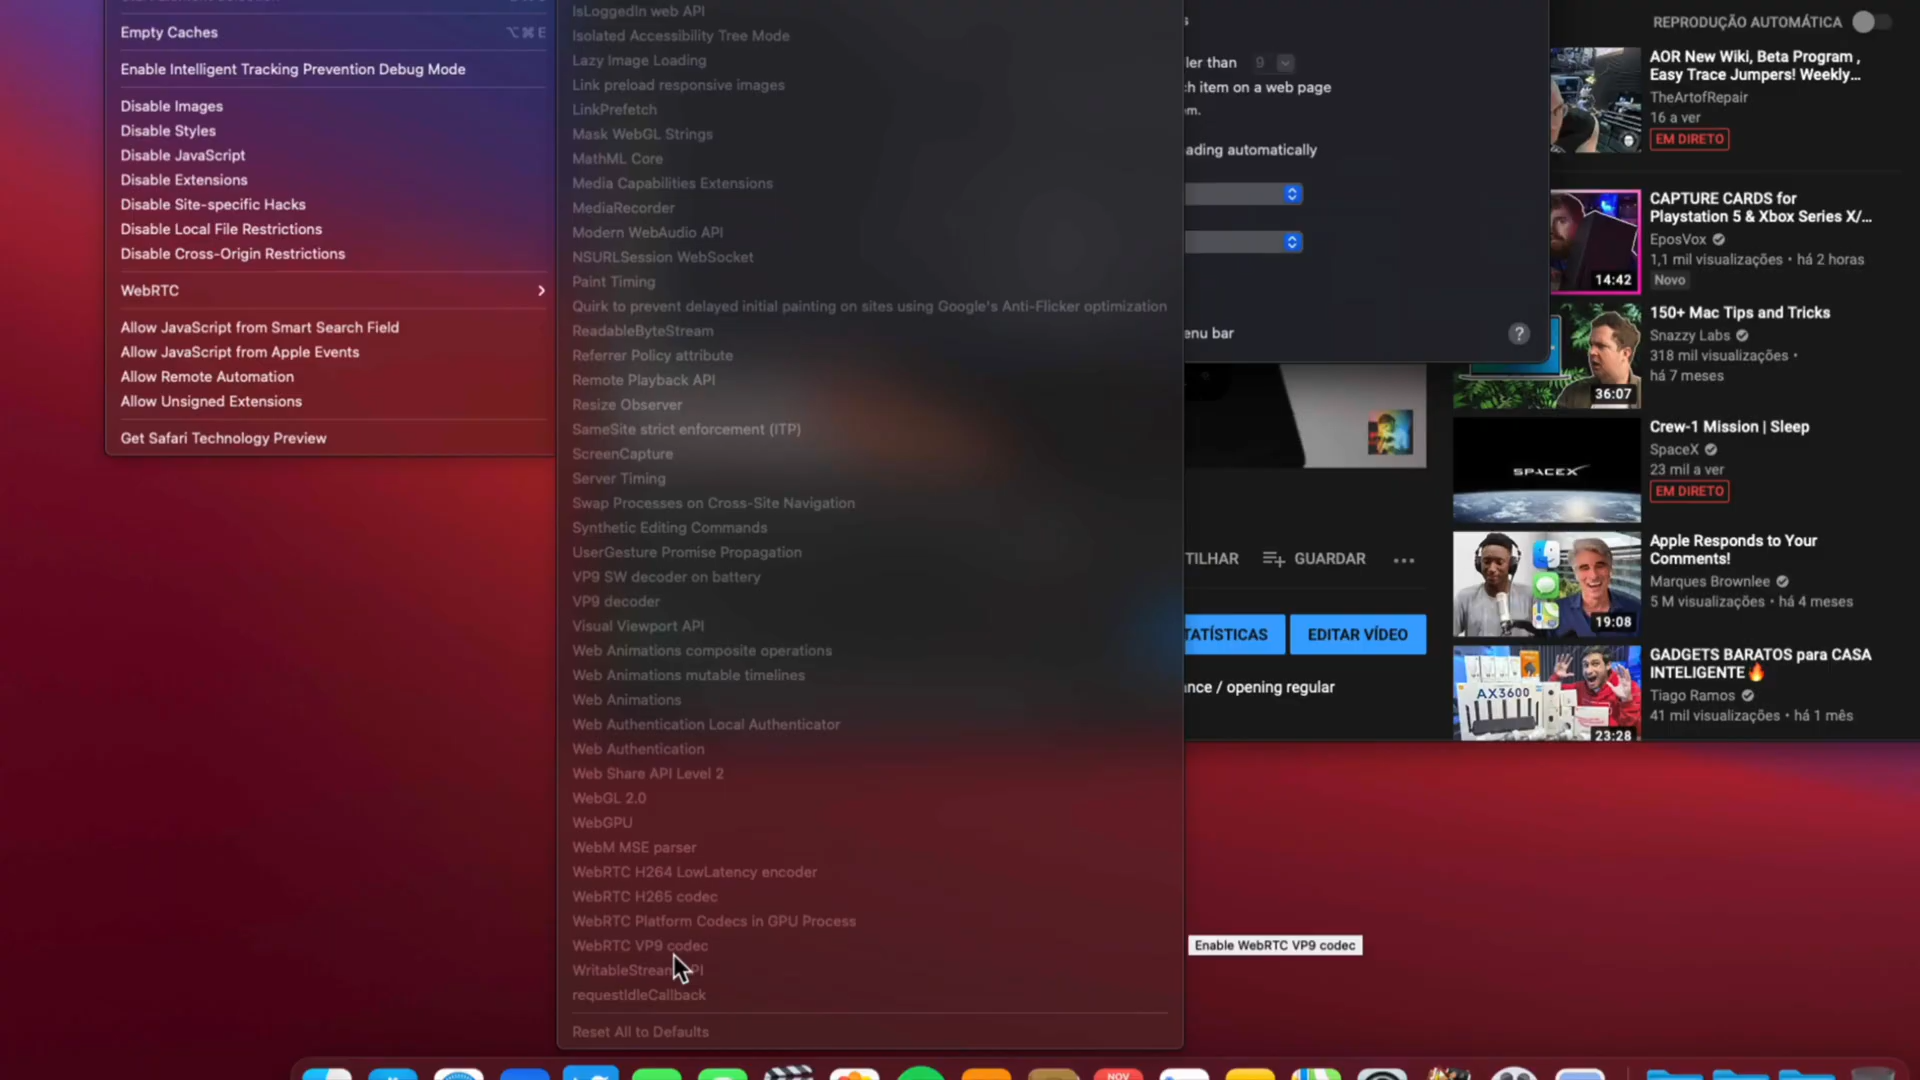 Empty Caches ⌥⌘E
Enable Intelligent Tracking Prevention Debug Mode
Disable Images
Disable Styles
Disable JavaScript
Disable Extensions
Disable Site-specific Hacks
Disable Local File Restrictions
Disable Cross-Origin Restrictions
WebRTC
Allow JavaScript from Smart Search Field
Allow JavaScript from Apple Events
Allow Remote Automation
Allow Unsigned Extensions
Get Safari Technology Preview
IsLoggedIn web API
Isolated Accessibility Tree Mode
Lazy Image Loading
Link preload responsive images
LinkPrefetch
Mask WebGL Strings
MathML Core
Media Capabilities Extensions
MediaRecorder
Modern WebAudio API
NSURLSession WebSocket
Paint Timing
Quirk to prevent delayed initial painting on sites using Google's Anti-Flicker optimization
ReadableByteStream
Referrer Policy attribute
Remote Playback API
Resize Observer
SameSite strict enforcement (ITP)
ScreenCapture
Server Timing
Swap Processes on Cross-Site Navigation
Synthetic Editing Commands
UserGesture Promise Propagation
VP9 SW decoder on battery
VP9 decoder
Visual Viewport API
Web Animations composite operations
Web Animations mutable timelines
Web Animations
Web Authentication Local Authenticator
Web Authentication
Web Share API Level 2
WebGL 2.0
WebGPU
WebM MSE parser
WebRTC H264 LowLatency encoder
WebRTC H265 codec
WebRTC Platform Codecs in GPU Process
WebRTC VP9 codec
WritableStream PI
requestIdleCallback
Reset All to Defaults
Enable WebRTC VP9 codec
s
ler than 9
ch item on a web page
em.
ading automatically
enu bar ?
TILHAR GUARDAR ...
TATÍSTICAS EDITAR VÍDEO
nce / opening regular
REPRODUÇÃO AUTOMÁTICA
AOR New Wiki, Beta Program ,
Easy Trace Jumpers! Weekly...
TheArtofRepair
16 a ver
EM DIRETO
CAPTURE CARDS for
Playstation 5 & Xbox Series X/...
EposVox
1,1 mil visualizações • há 2 horas
Novo
14:42
150+ Mac Tips and Tricks
Snazzy Labs
318 mil visualizações •
há 7 meses
36:07
Crew-1 Mission | Sleep
SpaceX
23 mil a ver
EM DIRETO
SPACEX
Apple Responds to Your
Comments!
Marques Brownlee
5 M visualizações • há 4 meses
19:08
GADGETS BARATOS para CASA
INTELIGENTE🔥
Tiago Ramos
41 mil visualizações • há 1 mês
AX3600
23:28
NOV